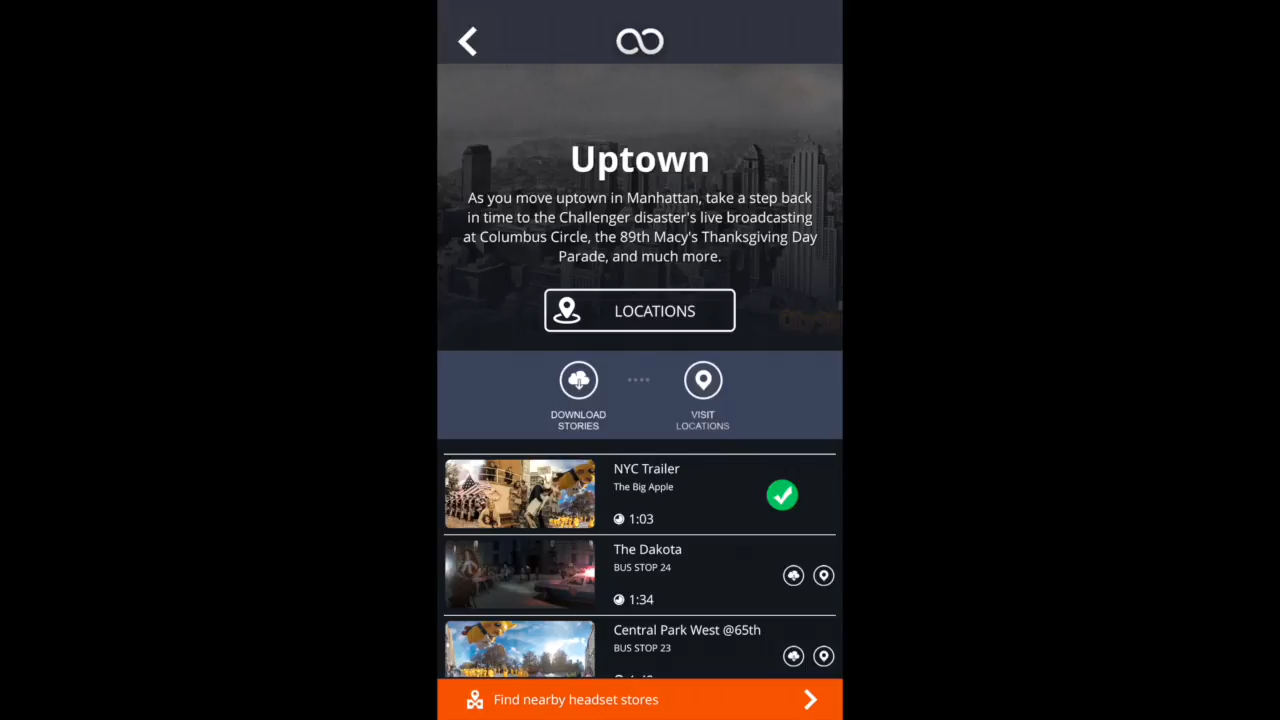 Uptown
As you move uptown in Manhattan, take a step back
in time to the Challenger disaster's live broadcasting
at Columbus Circle, the 89th Macy's Thanksgiving Day
Parade, and much more.
LOCATIONS
DOWNLOAD
STORIES
VISIT
LOCATIONS
NYC Trailer
The Big Apple
1:03
The Dakota
BUS STOP 24
1:34
Central Park West @65th
BUS STOP 23
Find nearby headset stores